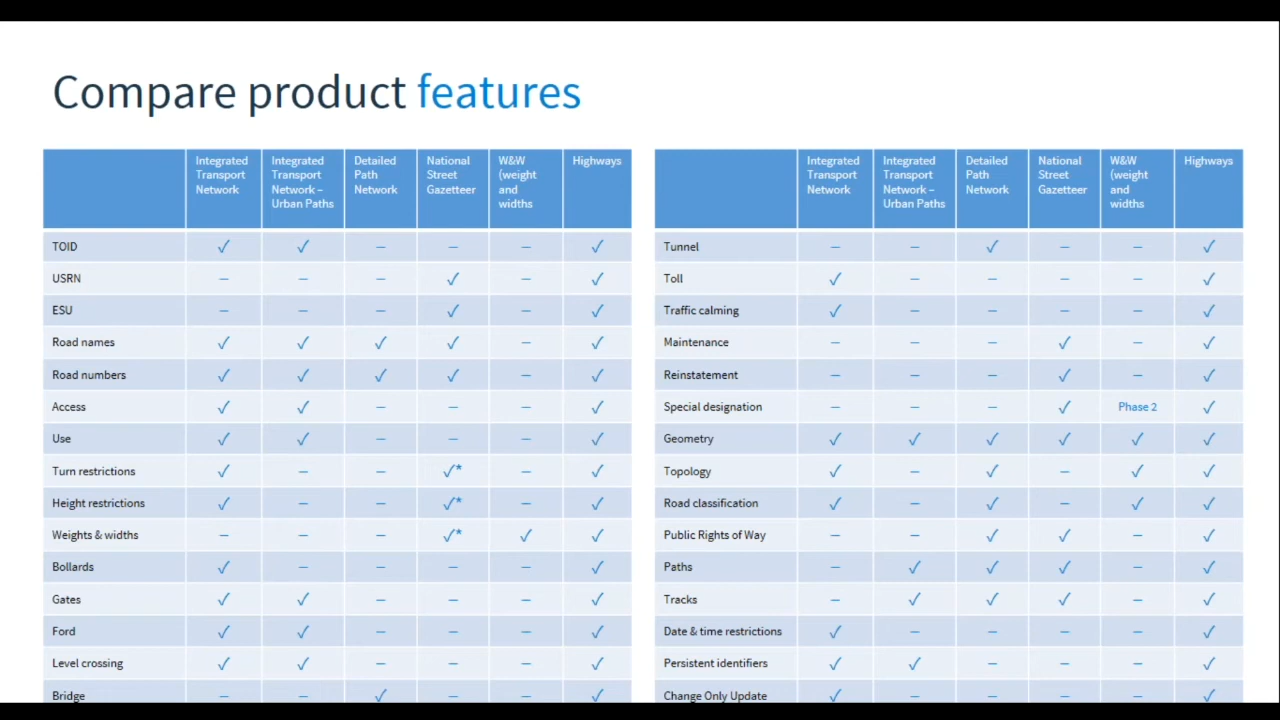 Compare product features
Integrated Transport Network | Integrated Transport Network – Urban Paths | Detailed Path Network | National Street Gazetteer | W&W (weight and widths | Highways
TOID ✓ ✓ – – – ✓
USRN – – – ✓ – ✓
ESU – – – ✓ – ✓
Road names ✓ ✓ ✓ ✓ – ✓
Road numbers ✓ ✓ ✓ ✓ – ✓
Access ✓ ✓ – – – ✓
Use ✓ ✓ – – – ✓
Turn restrictions ✓ – – ✓* – ✓
Height restrictions ✓ – – ✓* – ✓
Weights & widths – – – ✓* ✓ ✓
Bollards ✓ – – – – ✓
Gates ✓ ✓ – – – ✓
Ford ✓ ✓ – – – ✓
Level crossing ✓ ✓ – – – ✓
Bridge – – ✓ – – ✓
Integrated Transport Network | Integrated Transport Network – Urban Paths | Detailed Path Network | National Street Gazetteer | W&W (weight and widths | Highways
Tunnel – – ✓ – – ✓
Toll ✓ – – – – ✓
Traffic calming ✓ – – – – ✓
Maintenance – – – ✓ – ✓
Reinstatement – – – ✓ – ✓
Special designation – – – ✓ Phase 2 ✓
Geometry ✓ ✓ ✓ ✓ ✓ ✓
Topology ✓ – ✓ – ✓ ✓
Road classification ✓ – ✓ – ✓ ✓
Public Rights of Way – – ✓ ✓ – ✓
Paths – ✓ ✓ ✓ – ✓
Tracks – ✓ ✓ ✓ – ✓
Date & time restrictions ✓ – – – – ✓
Persistent identifiers ✓ ✓ – – – ✓
Change Only Update ✓ – – – – ✓